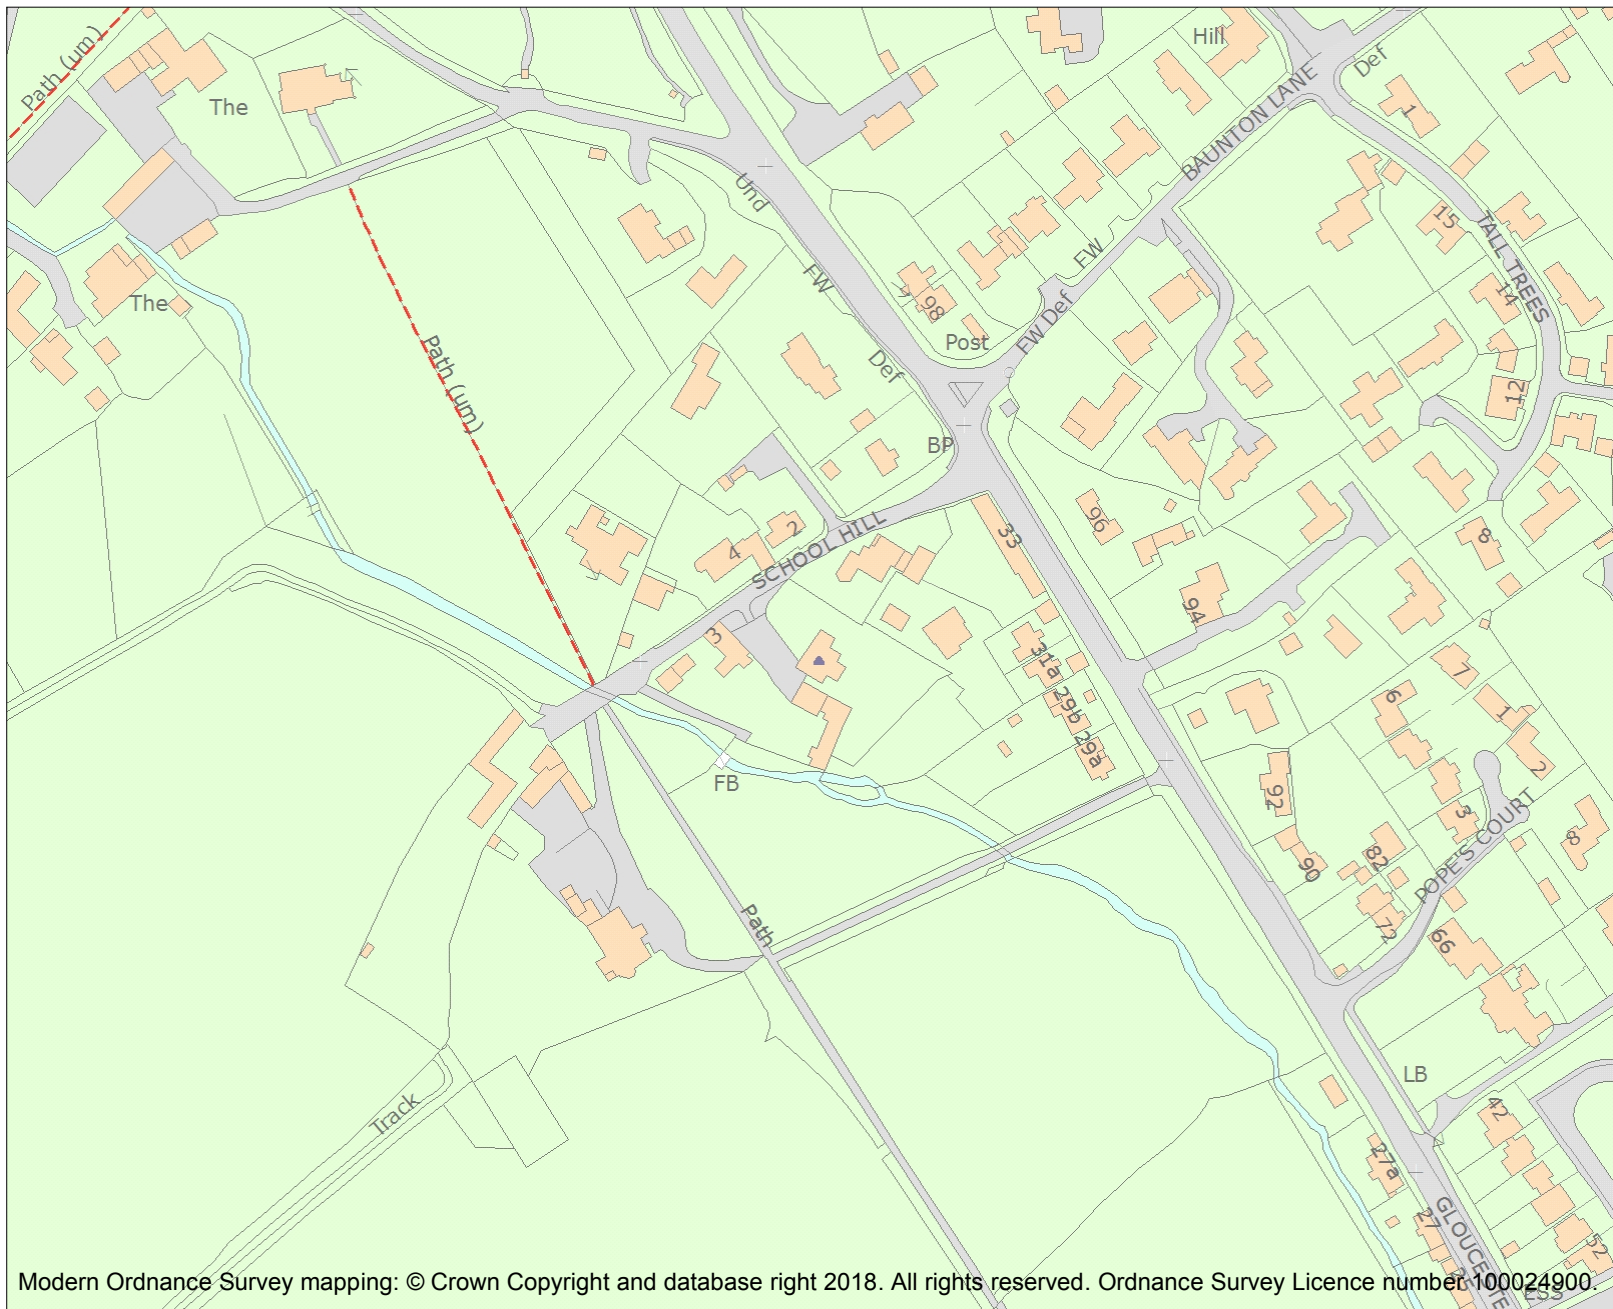 Path (um)
The
Hill
Def
BAUNTON LANE
1
Und
15
TALL TREES
FW
The
FW
98
14
FW Def
Post
Path (um)
Def
12
BP
96
33
2
4
SCHOOL HILL
8
94
3
31a
7
29b
6
1
29a
2
FB
92
3
POPE'S COURT
8
82
90
72
66
Path
LB
Track
42
27a
27
GLOUCESTE
52
ESS
Modern Ordnance Survey mapping: © Crown Copyright and database right 2018. All rights reserved. Ordnance Survey Licence number 100024900.